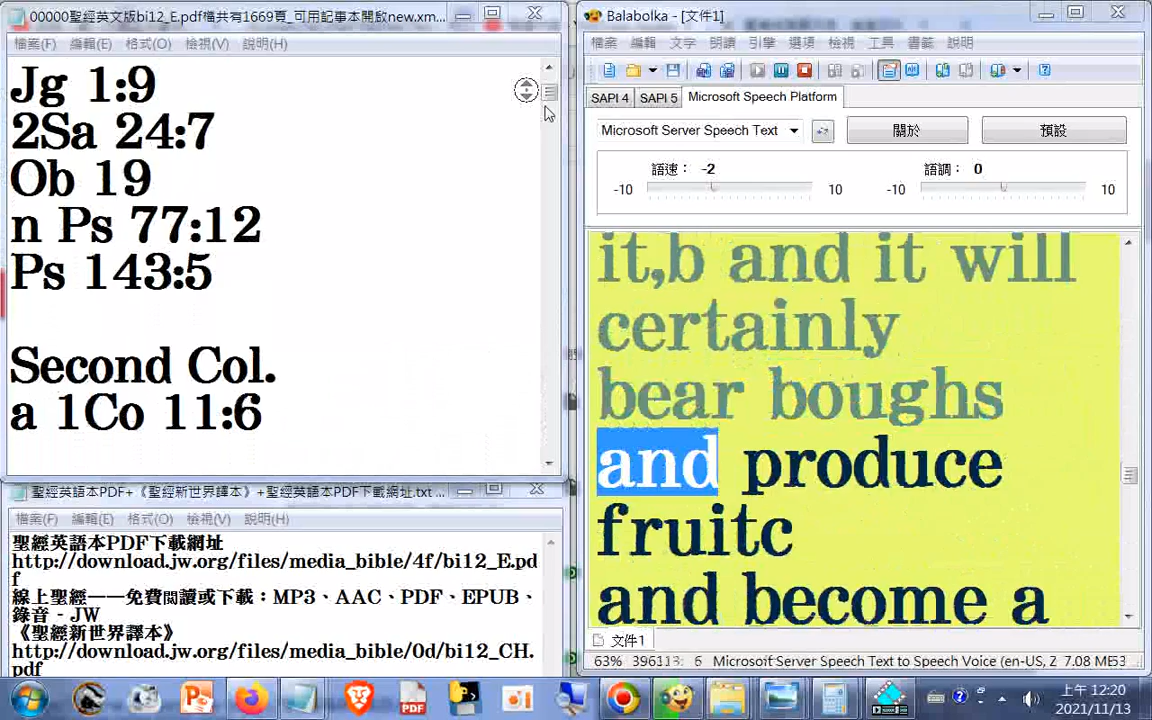 00000聖經英文版bi12_E.pdf檔共有1669頁_可用記事本開啟new.xm...
檔案(F) 編輯(E) 格式(O) 檢視(V) 說明(H)
Jg 1:9
2Sa 24:7
Ob 19
n Ps 77:12
Ps 143:5
Second Col.
a 1Co 11:6
聖經英語本PDF+《聖經新世界譯本》+聖經英語本PDF下載網址.txt ...
檔案(F) 編輯(E) 格式(O) 檢視(V) 說明(H)
聖經英語本PDF下載網址
http://download.jw.org/files/media_bible/4f/bi12_E.pd
f
線上聖經——免費閱讀或下載：MP3、AAC、PDF、EPUB、
錄音 - JW
《聖經新世界譯本》
http://download.jw.org/files/media_bible/0d/bi12_CH.
pdf
Balabolka - [文件1]
檔案 編輯 文字 朗讀 引擎 選項 檢視 工具 書籤 說明
SAPI 4 SAPI 5 Microsoft Speech Platform
Microsoft Server Speech Text 關於 預設
語速： -2 語調： 0
-10 10 -10 10
it,b and it will
certainly
bear boughs
and produce
fruitc
and become a
文件1
63% 396113: 6 Microsoft Server Speech Text to Speech Voice (en-US, Z 7.08 ME53
PDF
上午 12:20
2021/11/13